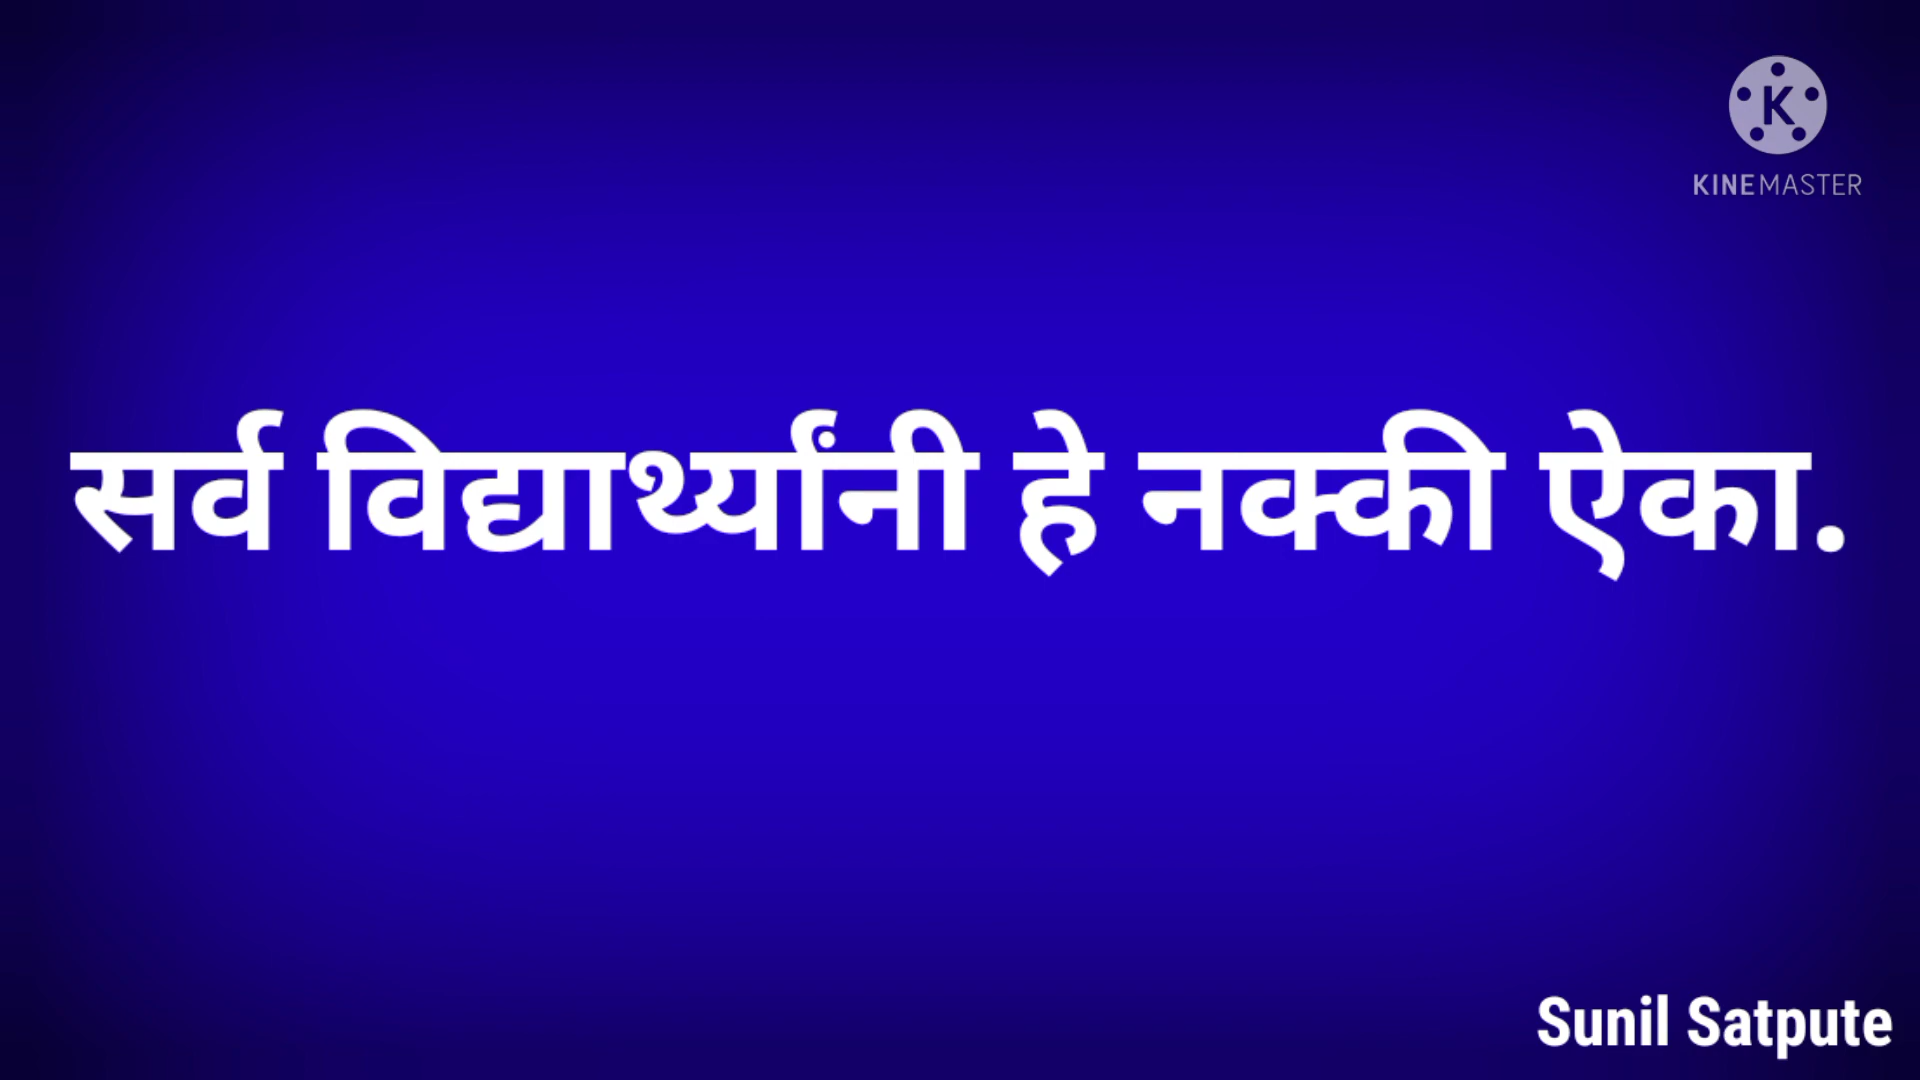 KINEMASTER
सर्व विद्यार्थ्यांनी हे नक्की ऐका.
Sunil Satpute